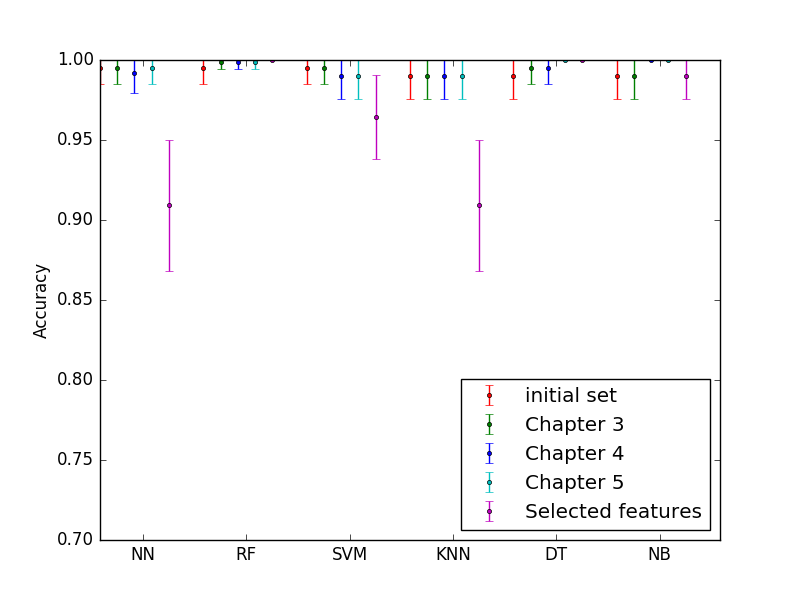 1.00
0.95
0.90
0.85
0.80
0.75
0.70
Accuracy
initial set
Chapter 3
Chapter 4
Chapter 5
Selected features
NN RF SVM KNN DT NB